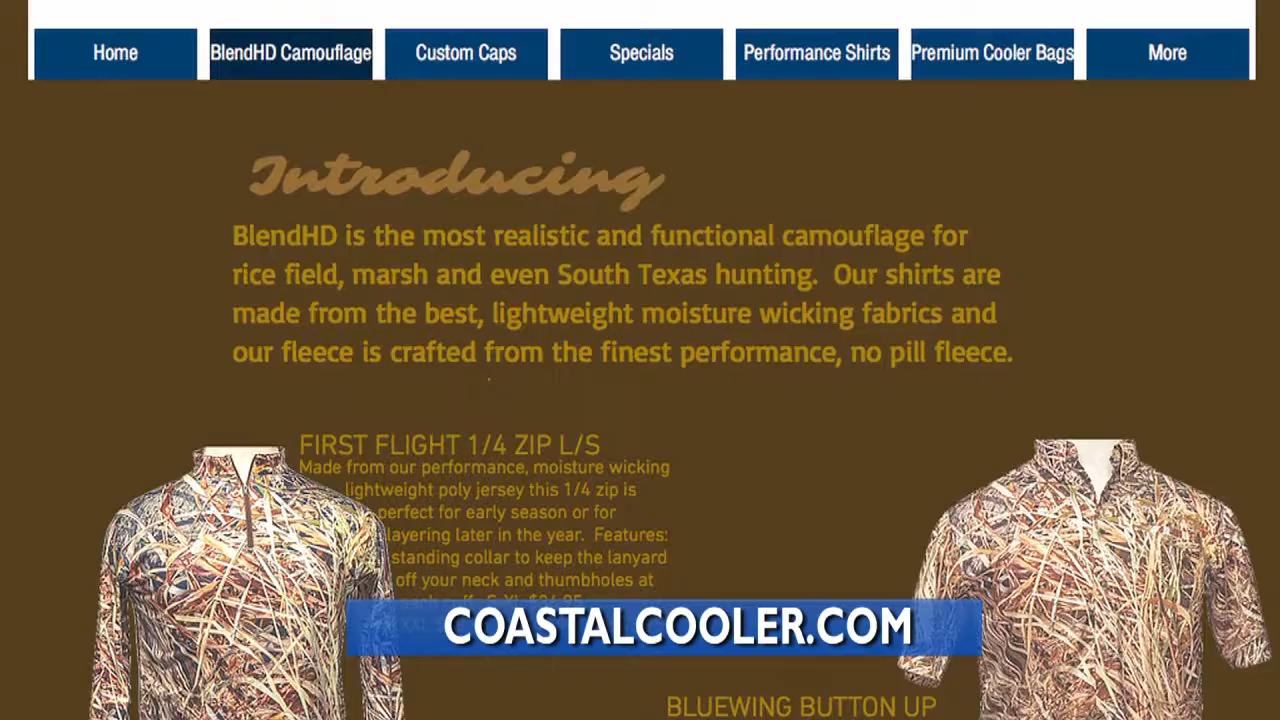 Home
BlendHD Camouflage
Custom Caps
Specials
Performance Shirts
Premium Cooler Bags
More
Introducing
BlendHD is the most realistic and functional camouflage for
rice field, marsh and even South Texas hunting. Our shirts are
made from the best, lightweight moisture wicking fabrics and
our fleece is crafted from the finest performance, no pill fleece.
FIRST FLIGHT 1/4 ZIP L/S
Made from our performance, moisture wicking
lightweight poly jersey this 1/4 zip is
perfect for early season or for
layering later in the year. Features:
standing collar to keep the lanyard
off your neck and thumbholes at
COASTALCOOLER.COM
BLUEWING BUTTON UP